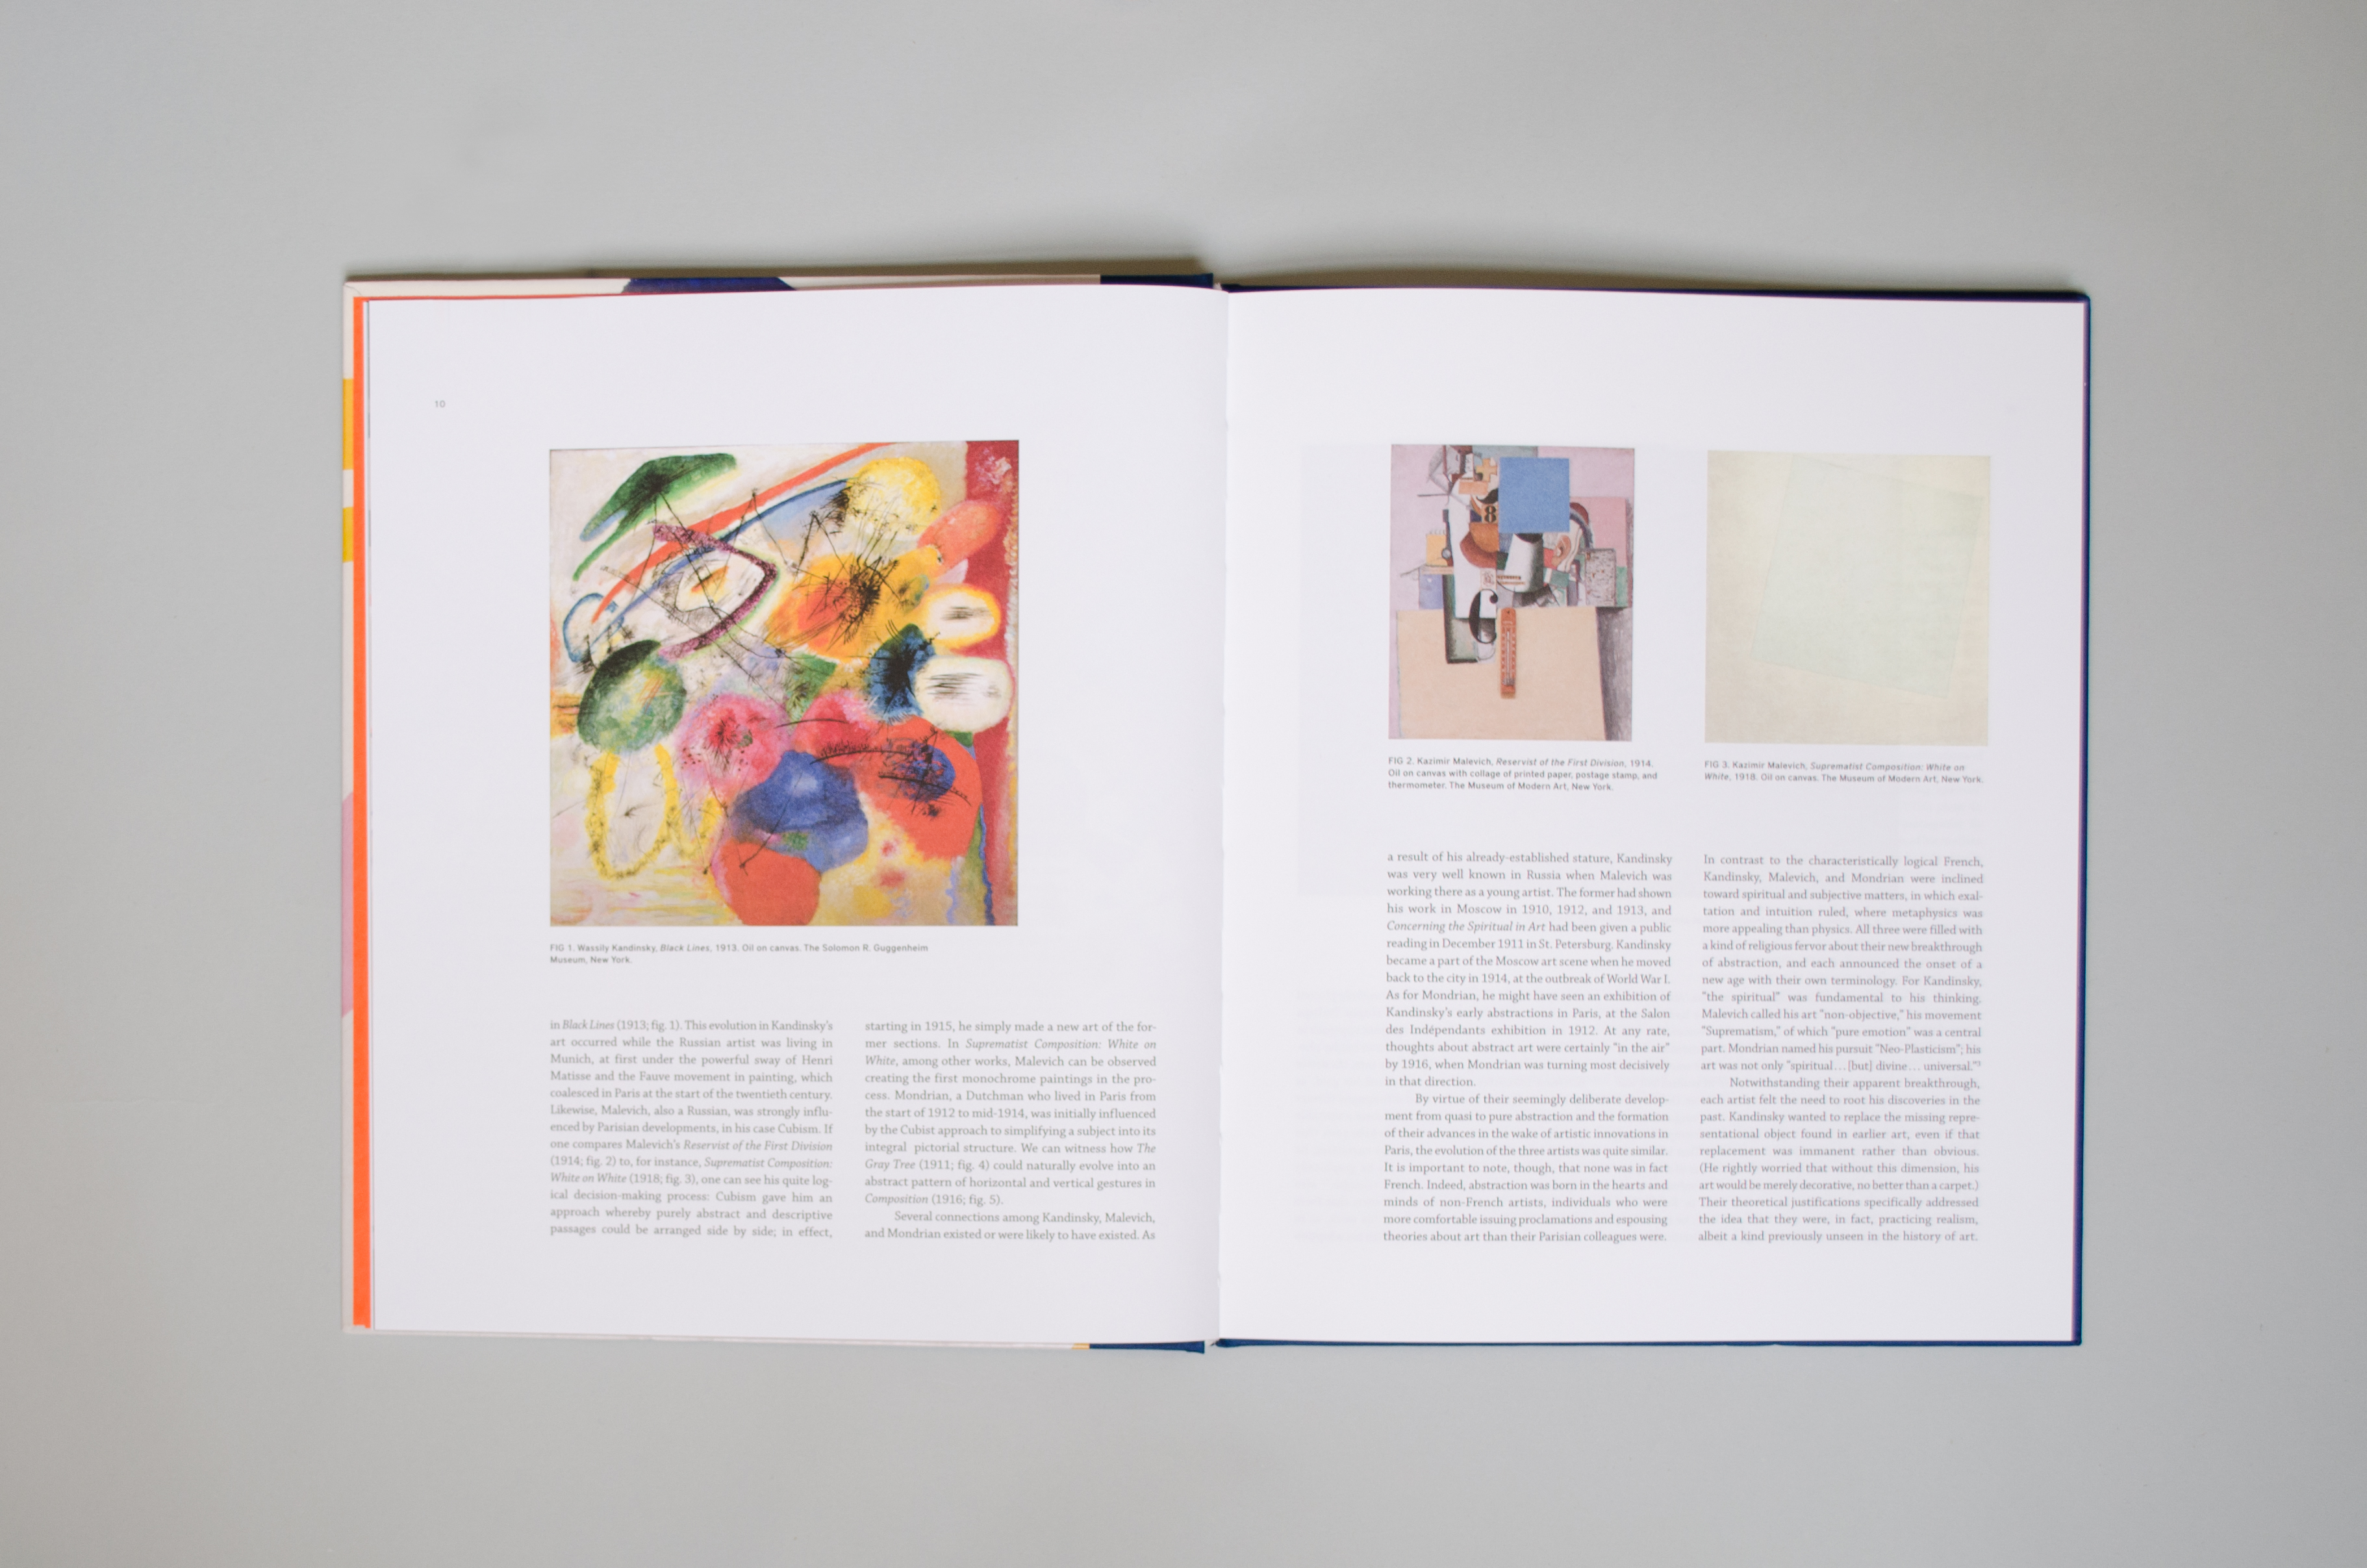 10
FIG 1. Wassily Kandinsky, Black Lines, 1913. Oil on canvas. The Solomon R. Guggenheim
Museum, New York.
in Black Lines (1913; fig. 1). This evolution in Kandinsky's
art occurred while the Russian artist was living in
Munich, at first under the powerful sway of Henri
Matisse and the Fauve movement in painting, which
coalesced in Paris at the start of the twentieth century.
Likewise, Malevich, also a Russian, was strongly influ-
enced by Parisian developments, in his case Cubism. If
one compares Malevich's Reservist of the First Division
(1914; fig. 2) to, for instance, Suprematist Composition:
White on White (1918; fig. 3), one can see his quite log-
ical decision-making process: Cubism gave him an
approach whereby purely abstract and descriptive
passages could be arranged side by side; in effect,
starting in 1915, he simply made a new art of the for-
mer sections. In Suprematist Composition: White on
White, among other works, Malevich can be observed
creating the first monochrome paintings in the pro-
cess. Mondrian, a Dutchman who lived in Paris from
the start of 1912 to mid-1914, was initially influenced
by the Cubist approach to simplifying a subject into its
integral pictorial structure. We can witness how The
Gray Tree (1911; fig. 4) could naturally evolve into an
abstract pattern of horizontal and vertical gestures in
Composition (1916; fig. 5).
Several connections among Kandinsky, Malevich,
and Mondrian existed or were likely to have existed. As
8
FIG 2. Kazimir Malevich, Reservist of the First Division, 1914.
Oil on canvas with collage of printed paper, postage stamp, and
thermometer. The Museum of Modern Art, New York.
FIG 3. Kazimir Malevich, Suprematist Composition: White on
White, 1918. Oil on canvas. The Museum of Modern Art, New York.
a result of his already-established stature, Kandinsky
was very well known in Russia when Malevich was
working there as a young artist. The former had shown
his work in Moscow in 1910, 1912, and 1913, and
Concerning the Spiritual in Art had been given a public
reading in December 1911 in St. Petersburg. Kandinsky
became a part of the Moscow art scene when he moved
back to the city in 1914, at the outbreak of World War I.
As for Mondrian, he might have seen an exhibition of
Kandinsky's early abstractions in Paris, at the Salon
des Indépendants exhibition in 1912. At any rate,
thoughts about abstract art were certainly "in the air"
by 1916, when Mondrian was turning most decisively
in that direction.
By virtue of their seemingly deliberate develop-
ment from quasi to pure abstraction and the formation
of their advances in the wake of artistic innovations in
Paris, the evolution of the three artists was quite similar.
It is important to note, though, that none was in fact
French. Indeed, abstraction was born in the hearts and
minds of non-French artists, individuals who were
more comfortable issuing proclamations and espousing
theories about art than their Parisian colleagues were.
In contrast to the characteristically logical French,
Kandinsky, Malevich, and Mondrian were inclined
toward spiritual and subjective matters, in which exal-
tation and intuition ruled, where metaphysics was
more appealing than physics. All three were filled with
a kind of religious fervor about their new breakthrough
of abstraction, and each announced the onset of a
new age with their own terminology. For Kandinsky,
"the spiritual" was fundamental to his thinking.
Malevich called his art "non-objective," his movement
"Suprematism," of which "pure emotion" was a central
part. Mondrian named his pursuit "Neo-Plasticism"; his
art was not only "spiritual . . . [but] divine . . . universal."
Notwithstanding their apparent breakthrough,
each artist felt the need to root his discoveries in the
past. Kandinsky wanted to replace the missing repre-
sentational object found in earlier art, even if that
replacement was immanent rather than obvious.
(He rightly worried that without this dimension, his
art would be merely decorative, no better than a carpet.)
Their theoretical justifications specifically addressed
the idea that they were, in fact, practicing realism,
albeit a kind previously unseen in the history of art.